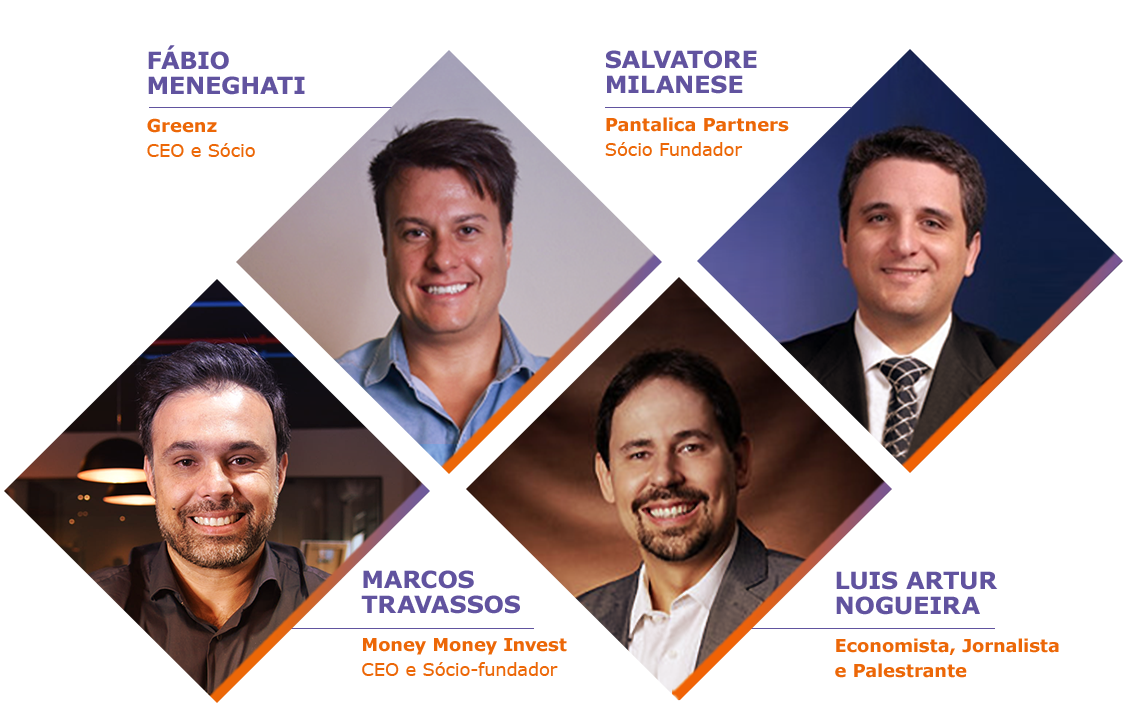 FÁBIO
MENEGHATI
Greenz
CEO e Sócio
SALVATORE
MILANESE
Pantalica Partners
Sócio Fundador
MARCOS
TRAVASSOS
Money Money Invest
CEO e Sócio-fundador
LUIS ARTUR
NOGUEIRA
Economista, Jornalista
e Palestrante